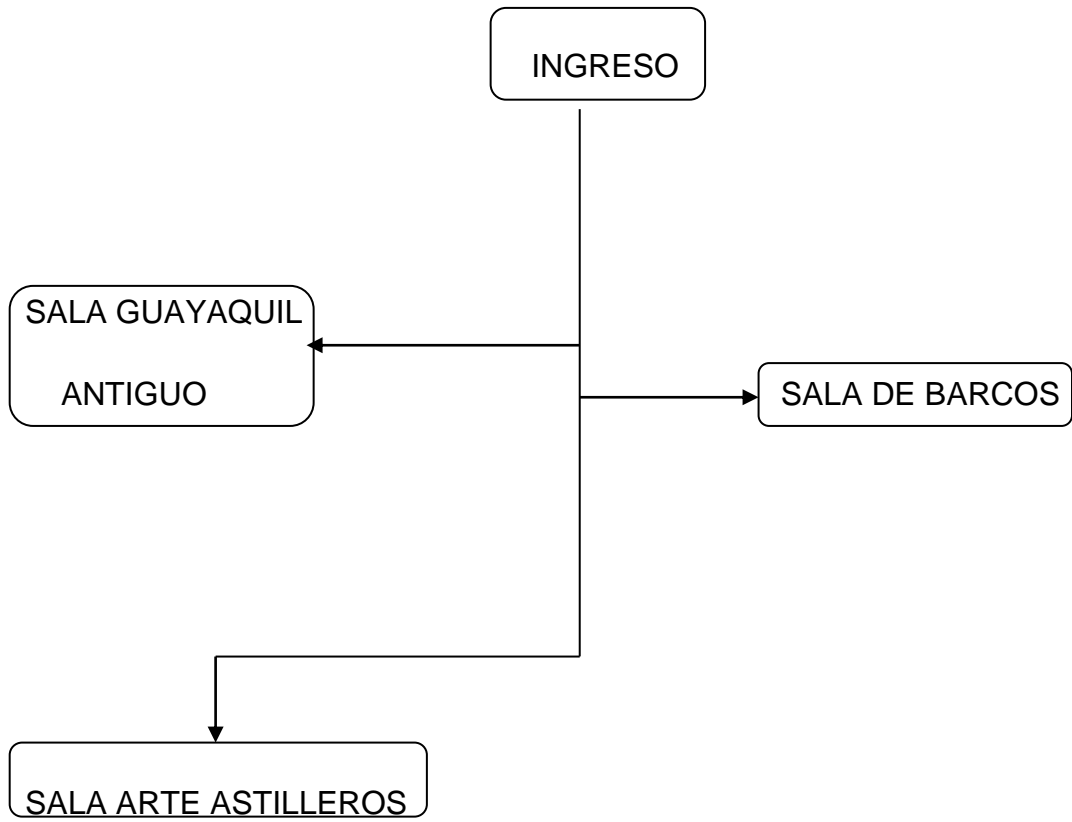 INGRESO
SALA GUAYAQUIL
ANTIGUO
SALA DE BARCOS
SALA ARTE ASTILLEROS